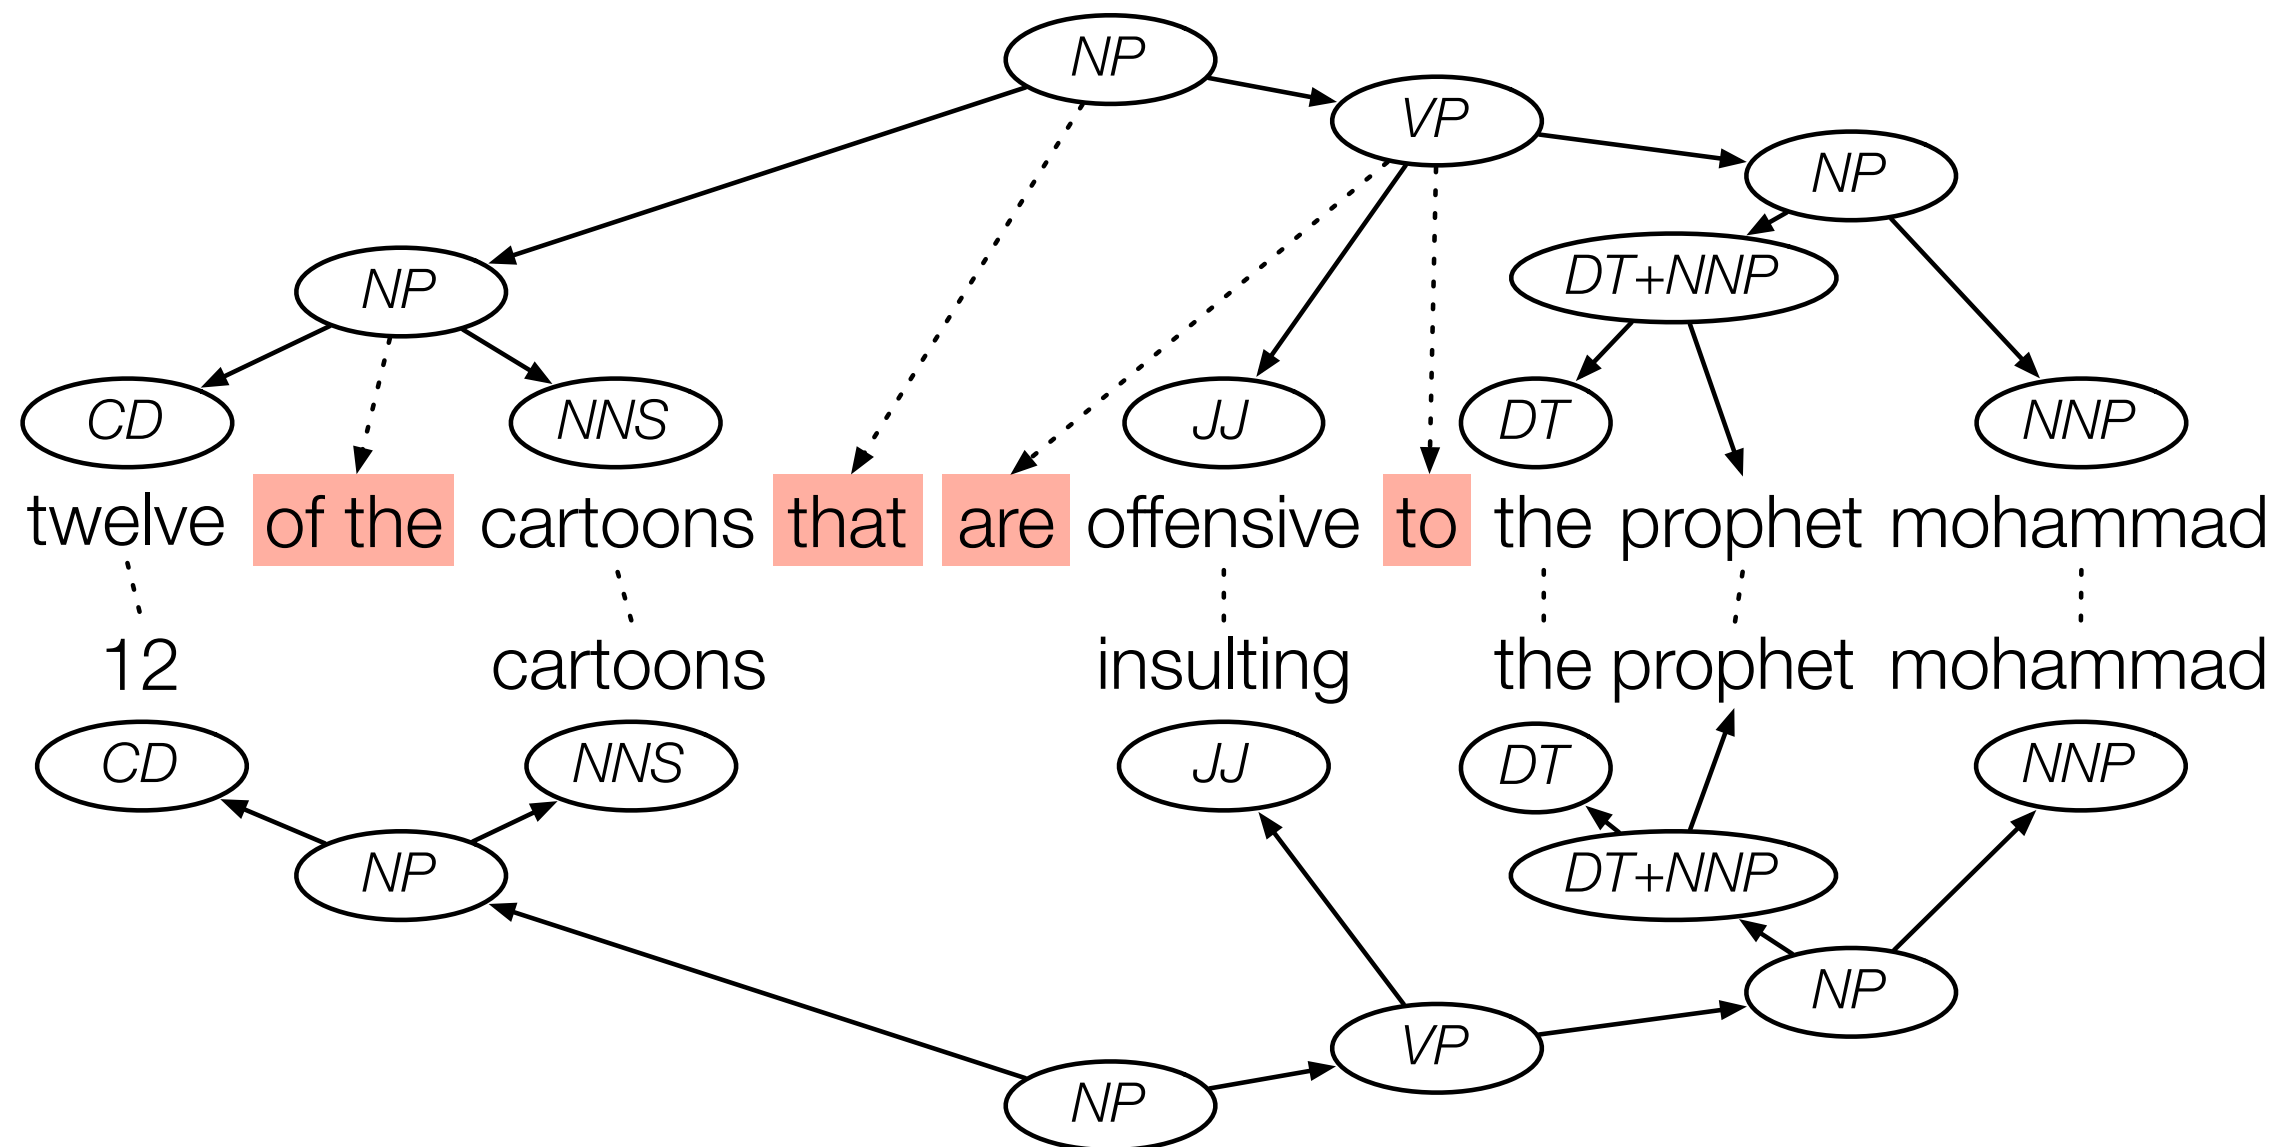 NP
VP
NP
NP
DT+NNP
CD NNS JJ DT NNP
twelve of the cartoons that are offensive to the prophet mohammad
12 cartoons insulting the prophet mohammad
CD NNS JJ DT NNP
NP DT+NNP
NP
VP
NP